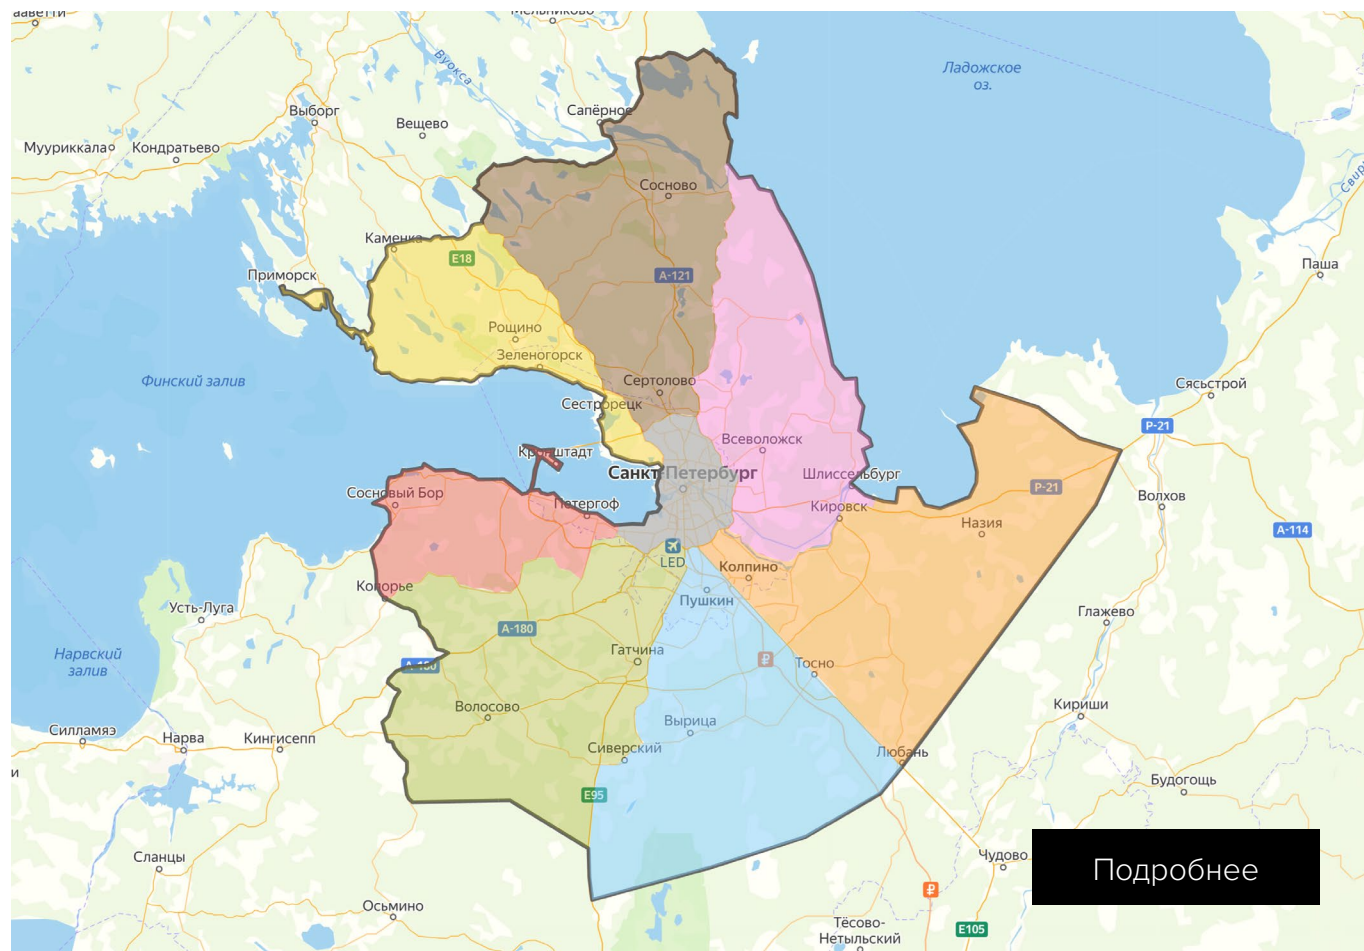 Мельниково
Вуокса
Ладожское
оз.
Выборг
Сапёрное
Вещево
Мууриккала
Кондратьево
Свирь
Сосново
Каменка
E18
Приморск
А-121
Паша
Рощино
Зеленогорск
Финский залив
Сертолово
Сясьстрой
Сестрорецк
Р-21
Всеволожск
Кронштадт
Санкт-Петербург
Шлиссельбург
Сосновый Бор
Р-21
Волхов
Петергоф
Кировск
Назия
А-114
LED
Колпино
Копорье
Пушкин
Усть-Луга
Глажево
А-180
Гатчина
Нарвский
залив
А-180
Тосно
Волосово
Вырица
Кириши
Силламяэ
Нарва
Кингисепп
Сиверский
Любань
и
Будогощь
E95
Сланцы
Чудово
Подробнее
Осьмино
Тёсово-
Нетыльский
E105